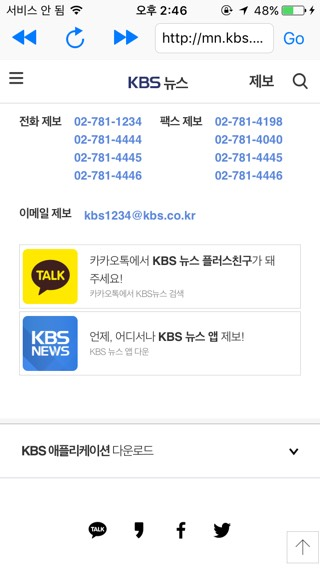 서비스 안 됨 오후 2:46 48%
http://mn.kbs.... Go
KBS 뉴스 제보
전화 제보 02-781-1234 팩스 제보 02-781-4198
02-781-4444 02-781-4040
02-781-4445 02-781-4445
02-781-4446 02-781-4446
이메일 제보 kbs1234@kbs.co.kr
TALK
카카오톡에서 KBS 뉴스 플러스친구가 돼
주세요!
카카오톡에서 KBS뉴스 검색
KBS
NEWS
언제, 어디서나 KBS 뉴스 앱 제보!
KBS 뉴스 앱 다운
KBS 애플리케이션 다운로드
TALK